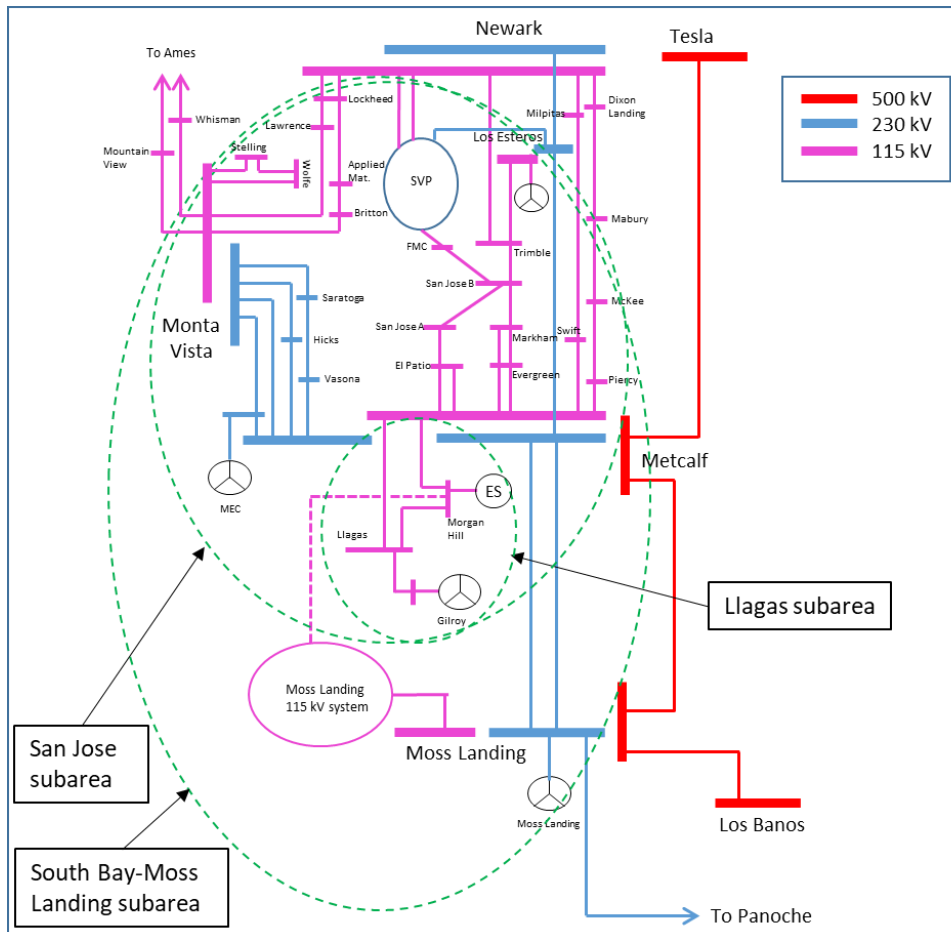 Newark
Tesla
To Ames
500 kV
230 kV
115 kV
Lockheed
Dixon
Landing
Milpitas
Whisman
Lawrence
Los Esteros
Mountain
View
Stelling
Wolfe
Applied
Mat.
SVP
Britton
Mabury
FMC
Trimble
San Jose B
Saratoga
McKee
Monta
Vista
San Jose A
Markham
Swift
Hicks
El Patio
Evergreen
Vasona
Piercy
Metcalf
MEC
ES
Morgan
Hill
Llagas
Gilroy
Llagas subarea
Moss Landing
115 kV system
San Jose
subarea
Moss Landing
Moss Landing
Los Banos
South Bay-Moss
Landing subarea
To Panoche